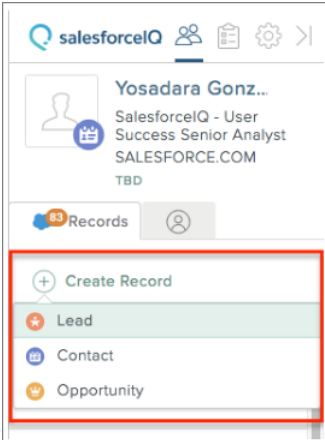 salesforceIQ
Yosadara Gonz...
SalesforceIQ - User
Success Senior Analyst
SALESFORCE.COM
TBD
83 Records
Create Record
Lead
Contact
Opportunity